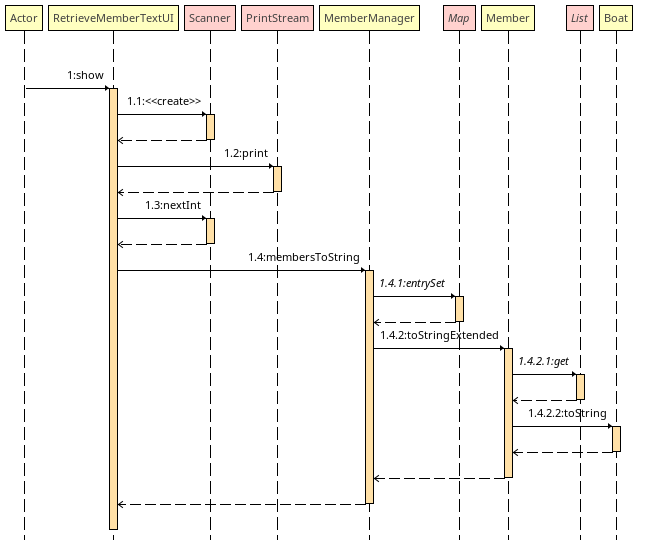 Actor RetrieveMemberTextUI Scanner PrintStream MemberManager Map Member List Boat
1:show
1.1:<<create>>
1.2:print
1.3:nextInt
1.4:membersToString
1.4.1:entrySet
1.4.2:toStringExtended
1.4.2.1:get
1.4.2.2:toString